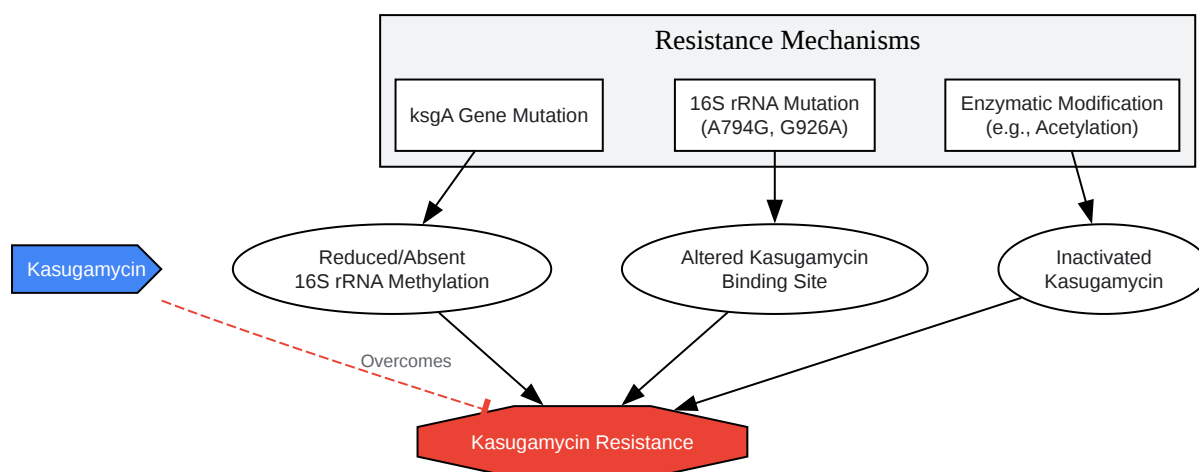 Resistance Mechanisms
ksgA Gene Mutation
16S rRNA Mutation
(A794G, G926A)
Enzymatic Modification
(e.g., Acetylation)
Kasugamycin
Reduced/Absent
16S rRNA Methylation
Altered Kasugamycin
Binding Site
Inactivated
Kasugamycin
Overcomes
Kasugamycin Resistance